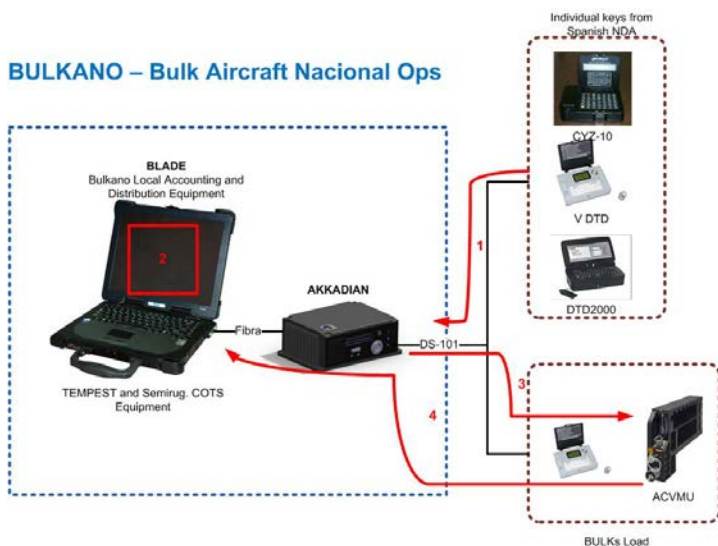 Individual keys from
Spanish NDA
BULKANO – Bulk Aircraft Nacional Ops
CYZ-10
BLADE
Bulkano Local Accounting and
Distribution Equipment
V DTD
1
2
AKKADIAN
DTD2000
Fibra
DS-101
TEMPEST and Semirug. COTS
Equipment
3
4
ACVMU
BULKs Load